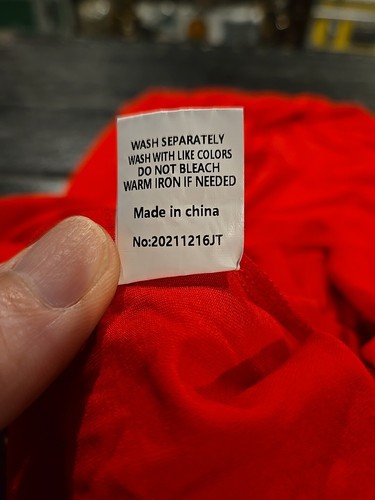 WASH SEPARATELY
WASH WITH LIKE COLORS
DO NOT BLEACH
WARM IRON IF NEEDED
Made in china
No:20211216JT